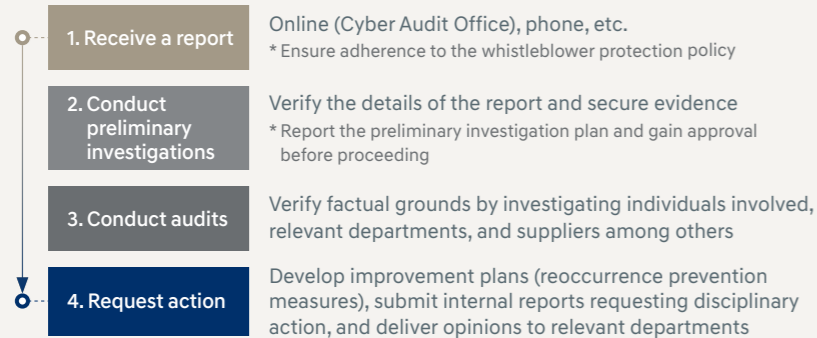 1. Receive a report
Online (Cyber Audit Office), phone, etc.
* Ensure adherence to the whistleblower protection policy
2. Conduct
preliminary
investigations
Verify the details of the report and secure evidence
* Report the preliminary investigation plan and gain approval
before proceeding
3. Conduct audits
Verify factual grounds by investigating individuals involved,
relevant departments, and suppliers among others
4. Request action
Develop improvement plans (reoccurrence prevention
measures), submit internal reports requesting disciplinary
action, and deliver opinions to relevant departments